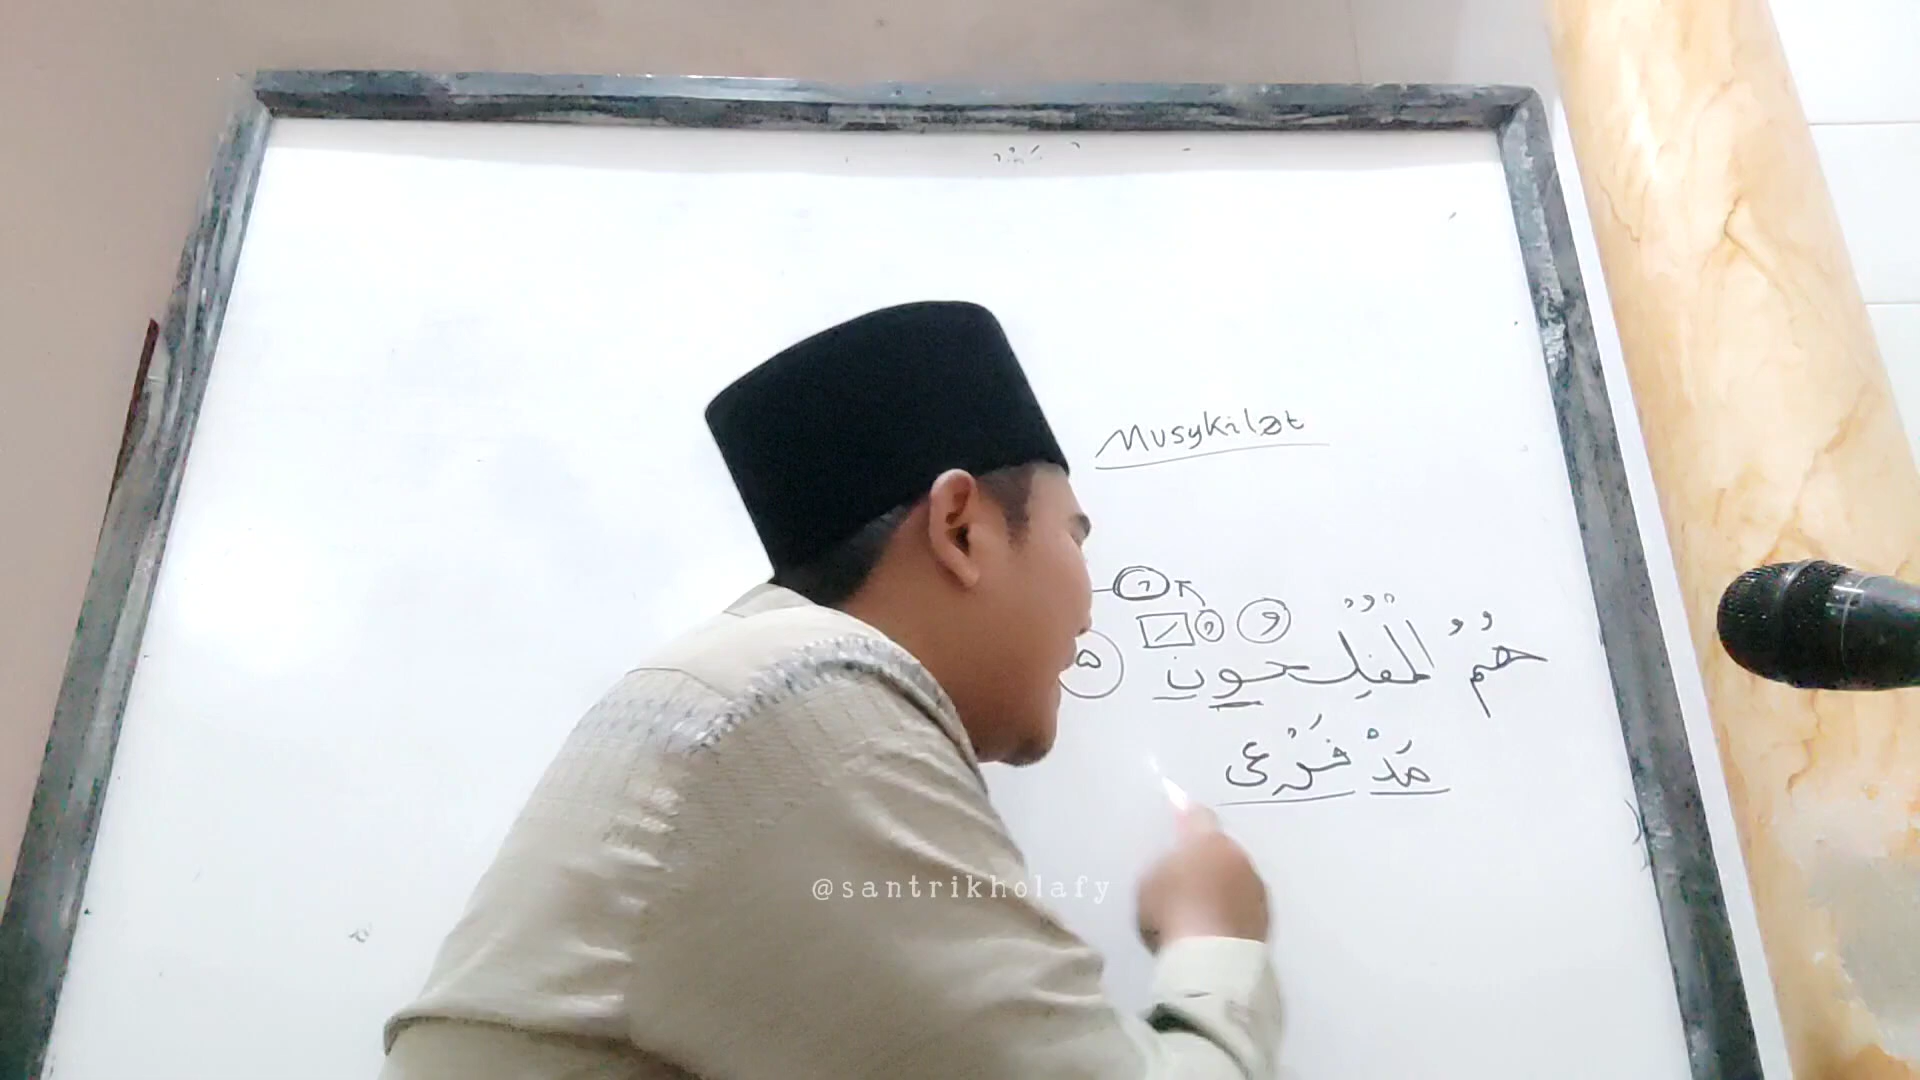 Musykilat
هُمُ الْمُفْلِحُونَ
مَدْ فَرْعِى
@santrikholafy